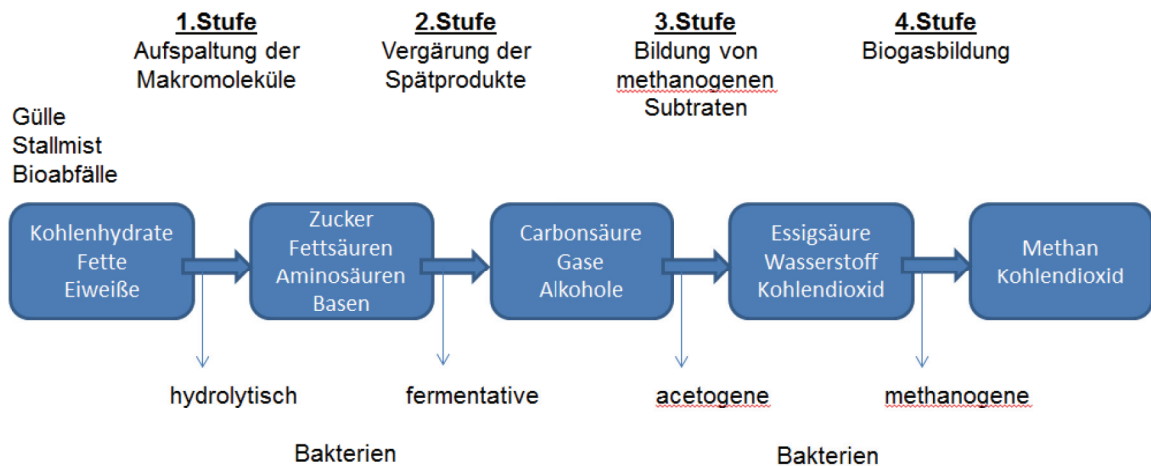 1.Stufe
Aufspaltung der
Makromoleküle
2.Stufe
Vergärung der
Spätprodukte
3.Stufe
Bildung von
methanogenen
Subtraten
4.Stufe
Biogasbildung
Gülle
Stallmist
Bioabfälle
Kohlenhydrate
Fette
Eiweiße
Zucker
Fettsäuren
Aminosäuren
Basen
Carbonsäure
Gase
Alkohole
Essigsäure
Wasserstoff
Kohlendioxid
Methan
Kohlendioxid
hydrolytisch
fermentative
acetogene
methanogene
Bakterien
Bakterien